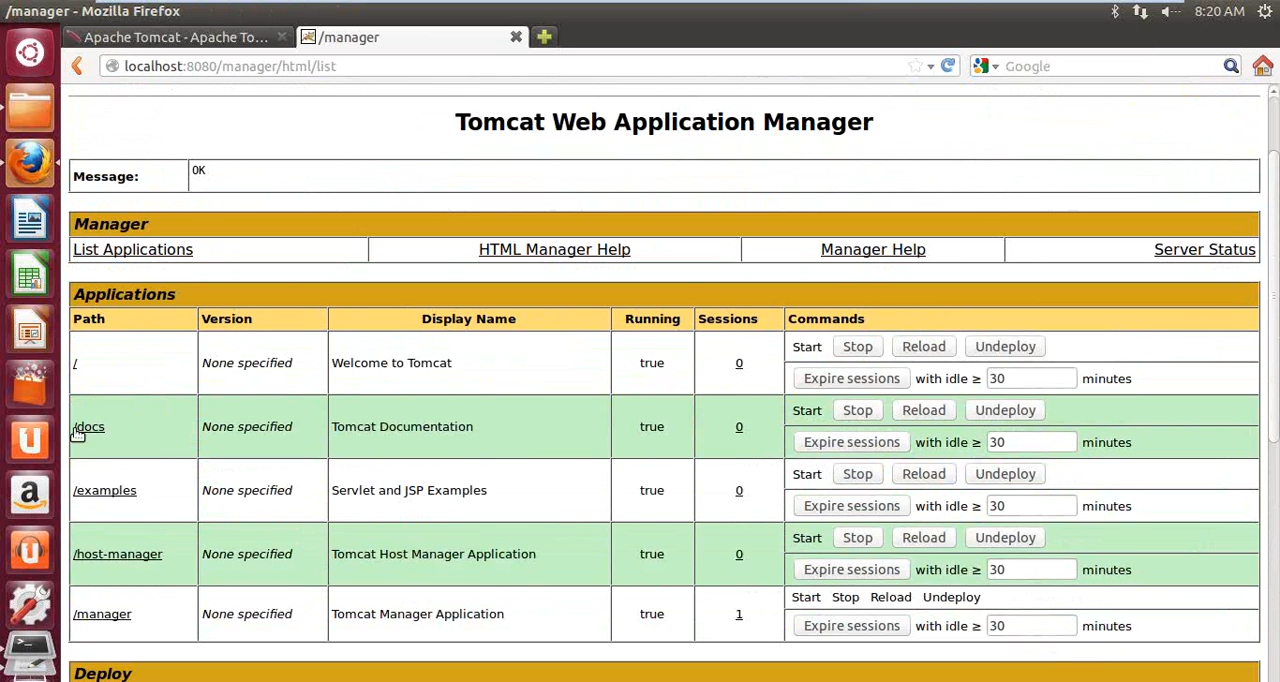 /manager - Mozilla Firefox
8:20 AM
Apache Tomcat - Apache To...
/manager
localhost:8080/manager/html/list
Google
Tomcat Web Application Manager
Message: OK
Manager
List Applications HTML Manager Help Manager Help Server Status
Applications
Path Version Display Name Running Sessions Commands
Start Stop Reload Undeploy
/ None specified Welcome to Tomcat true 0
Expire sessions with idle ≥ 30 minutes
Start Stop Reload Undeploy
/docs None specified Tomcat Documentation true 0
Expire sessions with idle ≥ 30 minutes
Start Stop Reload Undeploy
/examples None specified Servlet and JSP Examples true 0
Expire sessions with idle ≥ 30 minutes
Start Stop Reload Undeploy
/host-manager None specified Tomcat Host Manager Application true 0
Expire sessions with idle ≥ 30 minutes
Start Stop Reload Undeploy
/manager None specified Tomcat Manager Application true 1
Expire sessions with idle ≥ 30 minutes
Deploy